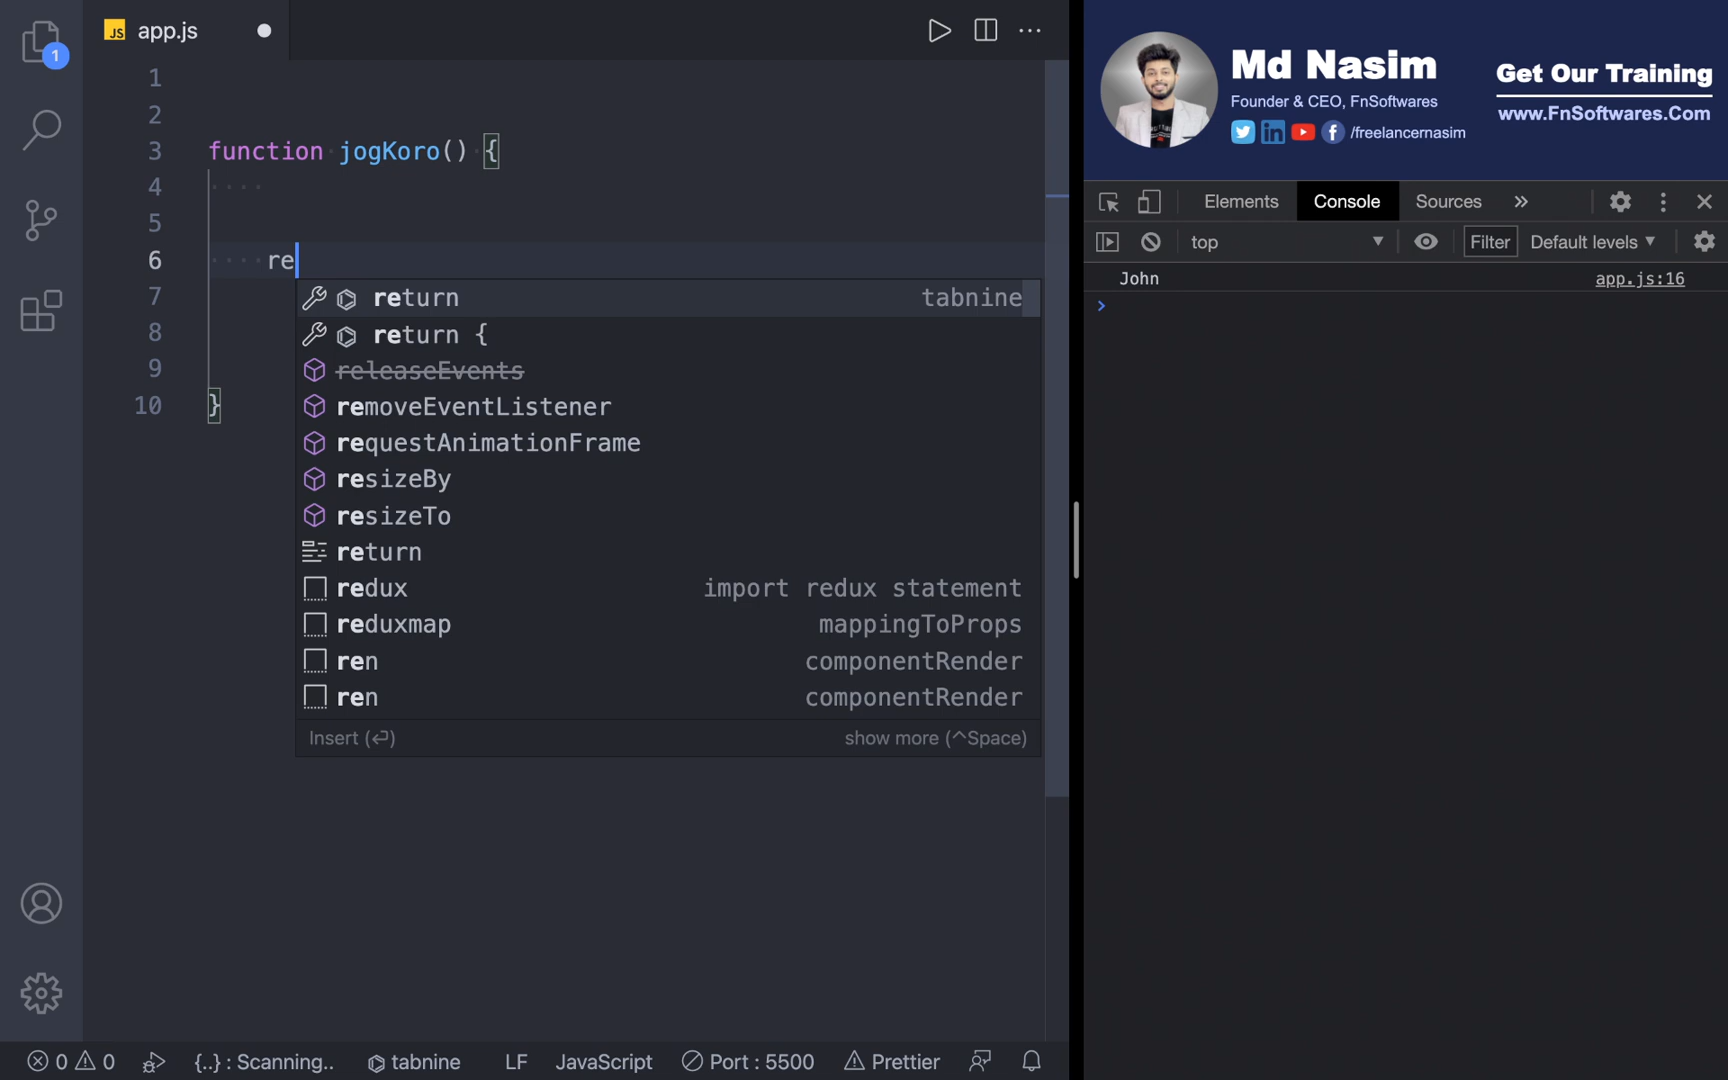 JS app.js
1
1
2
3 function jogKoro() {
4
5
6 re
7
8
9
10 }
return tabnine
return {
releaseEvents
removeEventListener
requestAnimationFrame
resizeBy
resizeTo
return
redux import redux statement
reduxmap mappingToProps
ren componentRender
ren componentRender
Insert (⏎) show more (^Space)
0 0 {..} : Scanning.. tabnine LF JavaScript Port : 5500 Prettier
Md Nasim
Founder & CEO, FnSoftwares
/freelancernasim
Get Our Training
www.FnSoftwares.Com
Elements Console Sources »
top Filter Default levels
John app.js:16